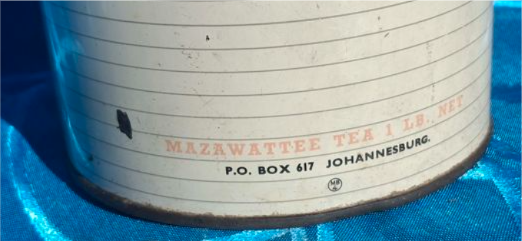 MAZAWATTEE TEA 1 LB. NET
P.O. BOX 617 JOHANNESBURG.